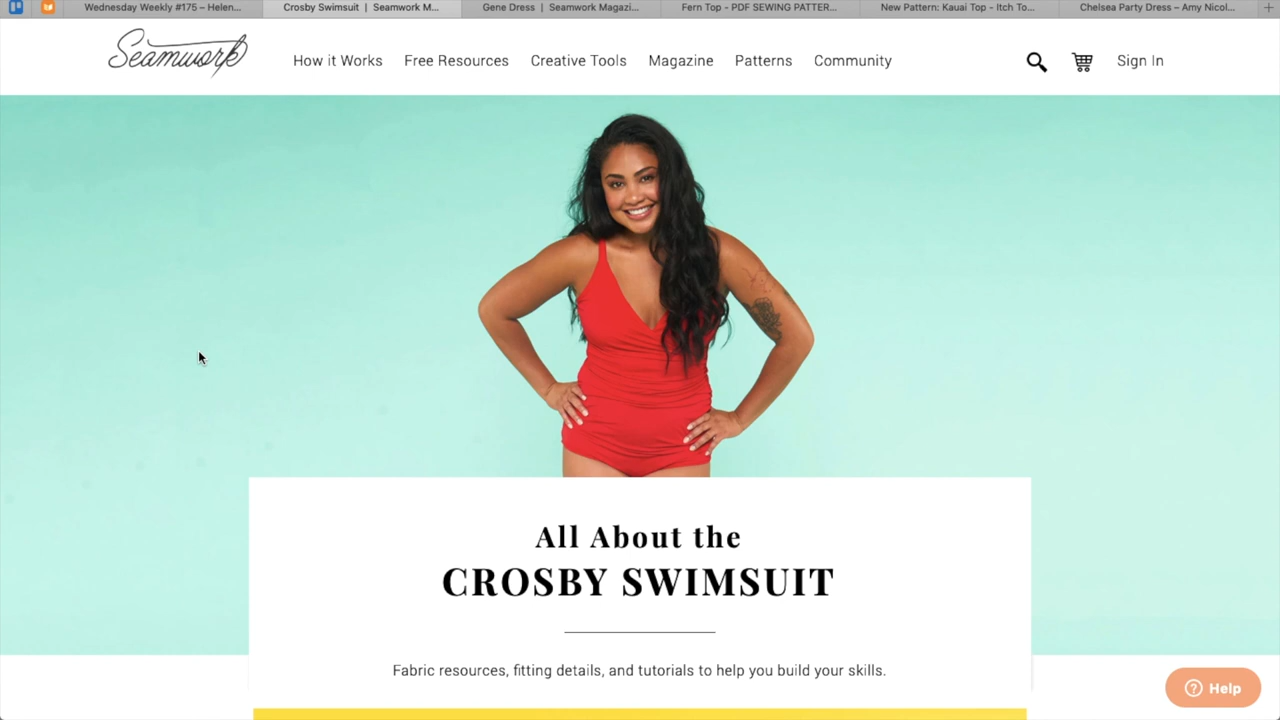 Wednesday Weekly #175 – Helen...
Crosby Swimsuit | Seamwork M...
Gene Dress | Seamwork Magazi...
Fern Top - PDF SEWING PATTER...
New Pattern: Kauai Top - Itch To...
Chelsea Party Dress – Amy Nicol...
Seamwork
How it Works
Free Resources
Creative Tools
Magazine
Patterns
Community
Sign In
All About the
CROSBY SWIMSUIT
Fabric resources, fitting details, and tutorials to help you build your skills.
Help